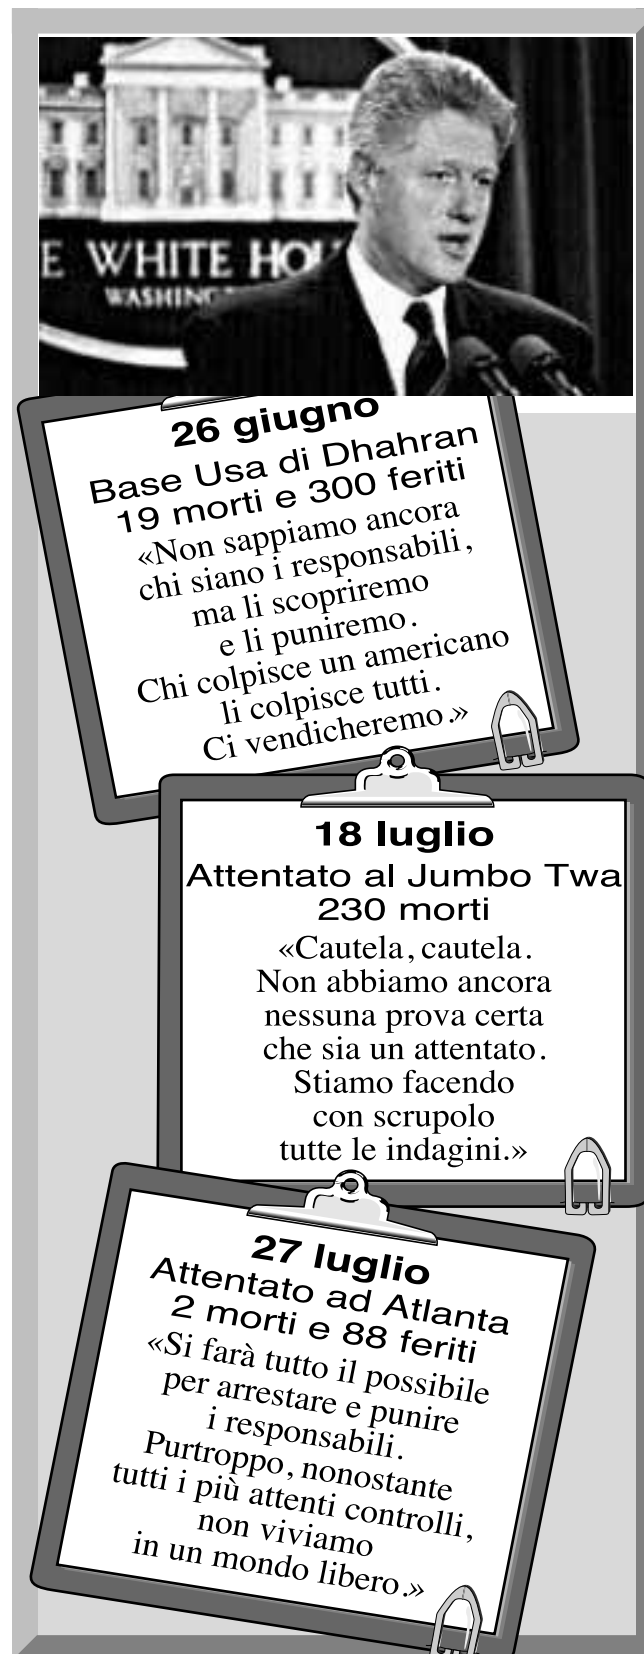 E WHITE HOU
WASHING
26 giugno
Base Usa di Dhahran
19 morti e 300 feriti
«Non sappiamo ancora
chi siano i responsabili,
ma li scopriremo
e li puniremo.
Chi colpisce un americano
li colpisce tutti.
Ci vendicheremo.»
18 luglio
Attentato al Jumbo Twa
230 morti
«Cautela, cautela.
Non abbiamo ancora
nessuna prova certa
che sia un attentato.
Stiamo facendo
con scrupolo
tutte le indagini.»
27 luglio
Attentato ad Atlanta
2 morti e 88 feriti
«Si farà tutto il possibile
per arrestare e punire
i responsabili.
Purtroppo, nonostante
tutti i più attenti controlli,
non viviamo
in un mondo libero.»